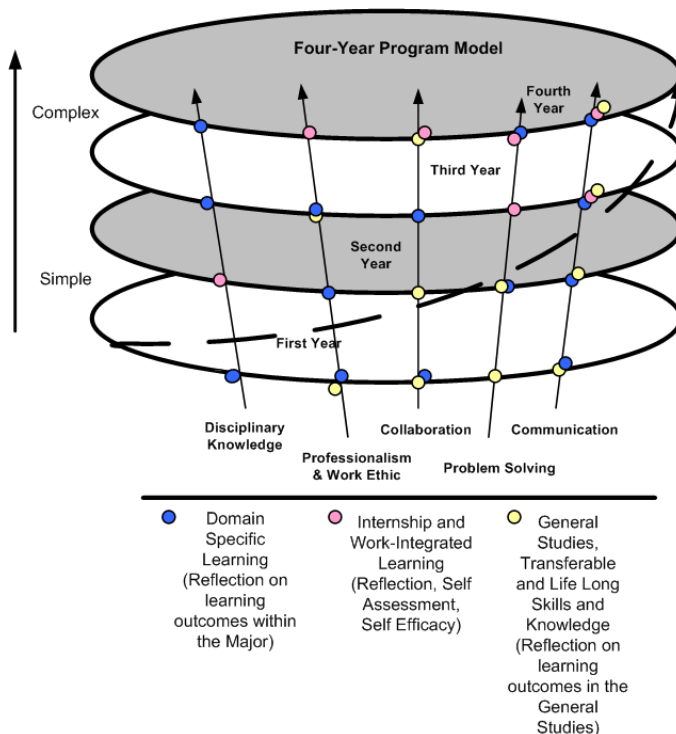 Four-Year Program Model
Complex
Fourth
Year
Third Year
Second
Year
Simple
First Year
Disciplinary
Knowledge
Professionalism
& Work Ethic
Collaboration
Problem Solving
Communication
Domain
Specific
Learning
(Reflection on
learning
outcomes within
the Major)
Internship and
Work-Integrated
Learning
(Reflection, Self
Assessment,
Self Efficacy)
General
Studies,
Transferable
and Life Long
Skills and
Knowledge
(Reflection on
learning
outcomes in the
General
Studies)